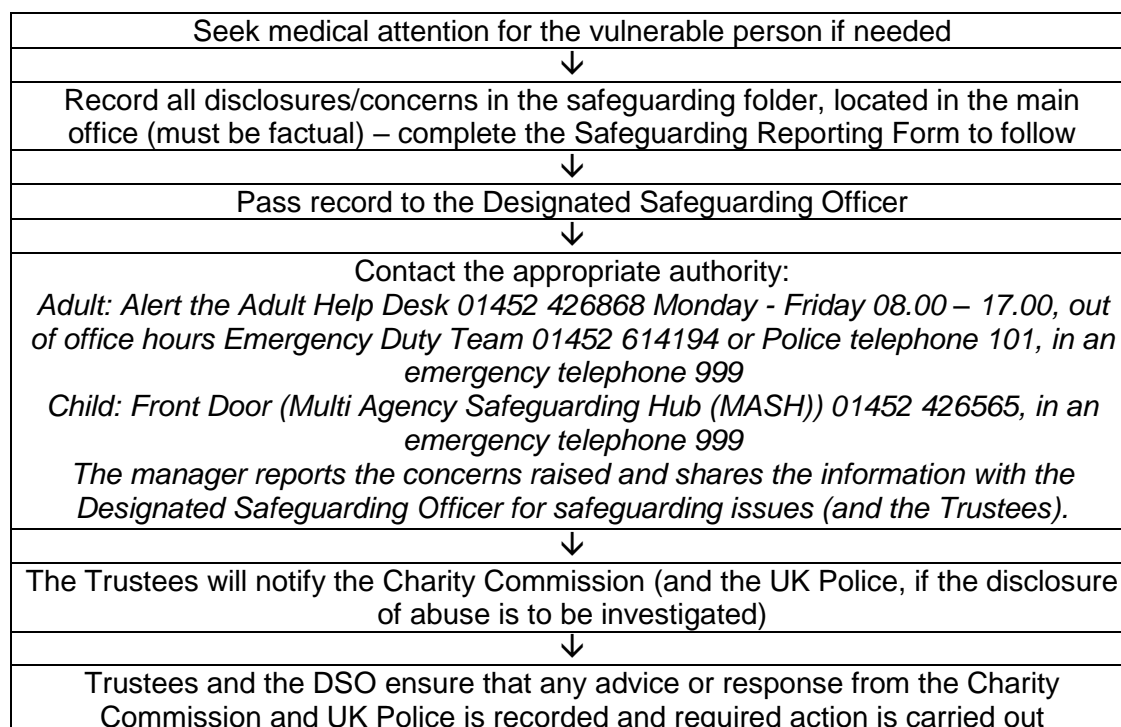 Seek medical attention for the vulnerable person if needed
↓
Record all disclosures/concerns in the safeguarding folder, located in the main
office (must be factual) – complete the Safeguarding Reporting Form to follow
↓
Pass record to the Designated Safeguarding Officer
↓
Contact the appropriate authority:
Adult: Alert the Adult Help Desk 01452 426868 Monday - Friday 08.00 – 17.00, out
of office hours Emergency Duty Team 01452 614194 or Police telephone 101, in an
emergency telephone 999
Child: Front Door (Multi Agency Safeguarding Hub (MASH)) 01452 426565, in an
emergency telephone 999
The manager reports the concerns raised and shares the information with the
Designated Safeguarding Officer for safeguarding issues (and the Trustees).
↓
The Trustees will notify the Charity Commission (and the UK Police, if the disclosure
of abuse is to be investigated)
↓
Trustees and the DSO ensure that any advice or response from the Charity
Commission and UK Police is recorded and required action is carried out